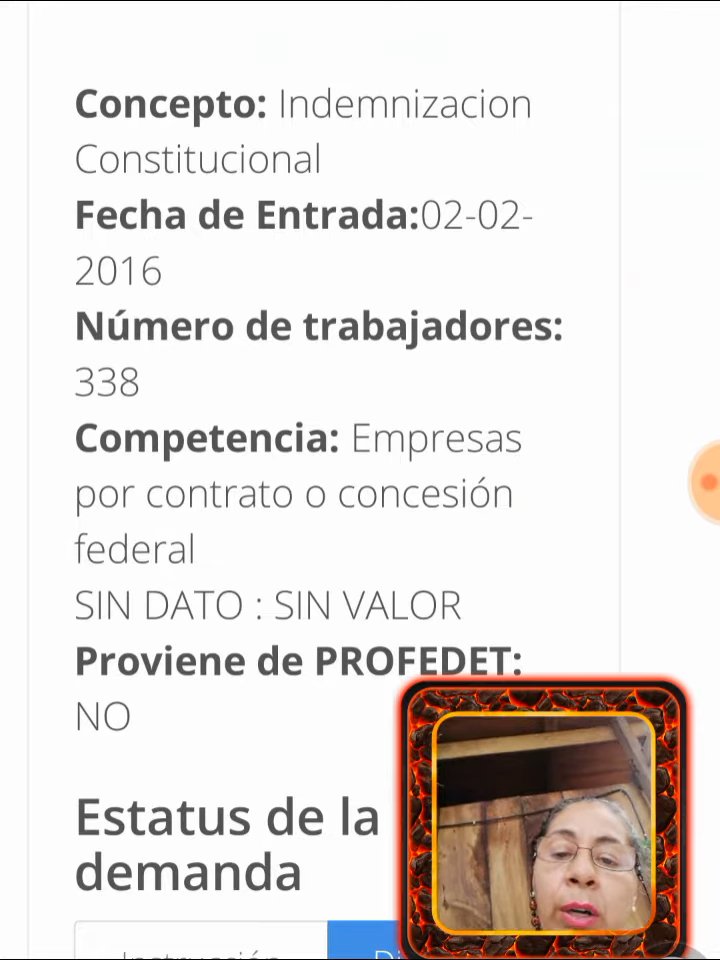 Concepto: Indemnizacion
Constitucional
Fecha de Entrada:02-02-
2016
Número de trabajadores:
338
Competencia: Empresas
por contrato o concesión
federal
SIN DATO : SIN VALOR
Proviene de PROFEDET:
NO
Estatus de la
demanda